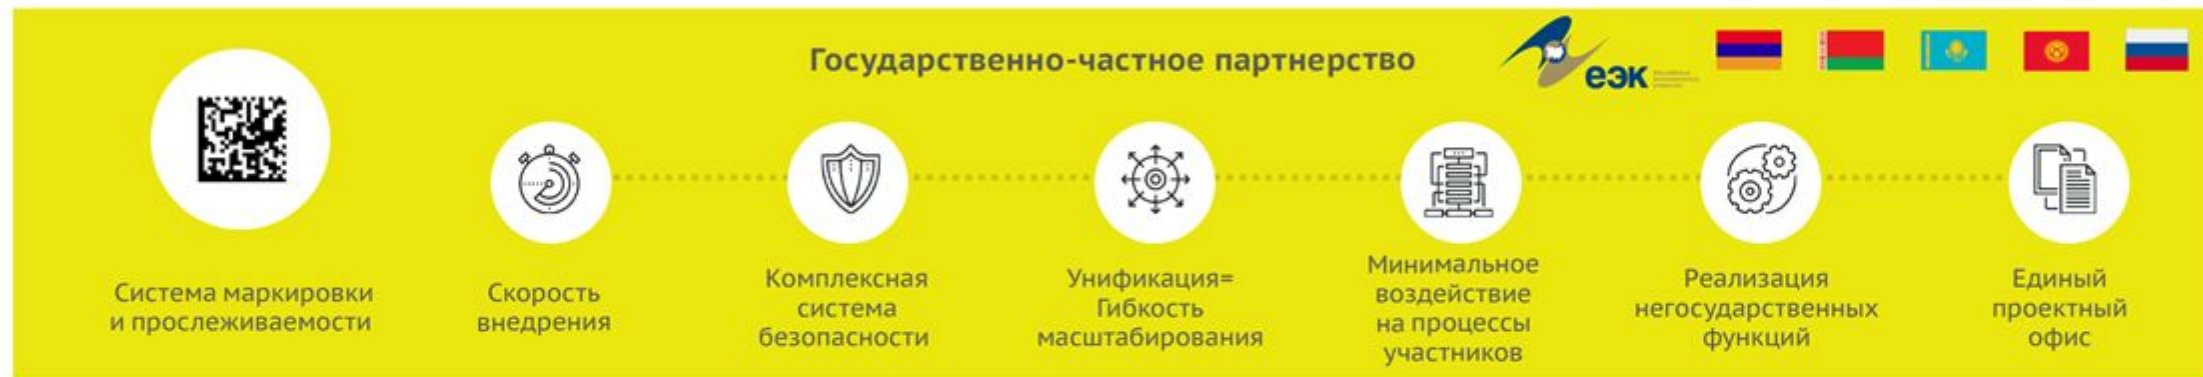 Государственно-частное партнерство
еэк
Система маркировки
и прослеживаемости
Скорость
внедрения
Комплексная
система
безопасности
Унификация=
Гибкость
масштабирования
Минимальное
воздействие
на процессы
участников
Реализация
негосударственных
функций
Единый
проектный
офис